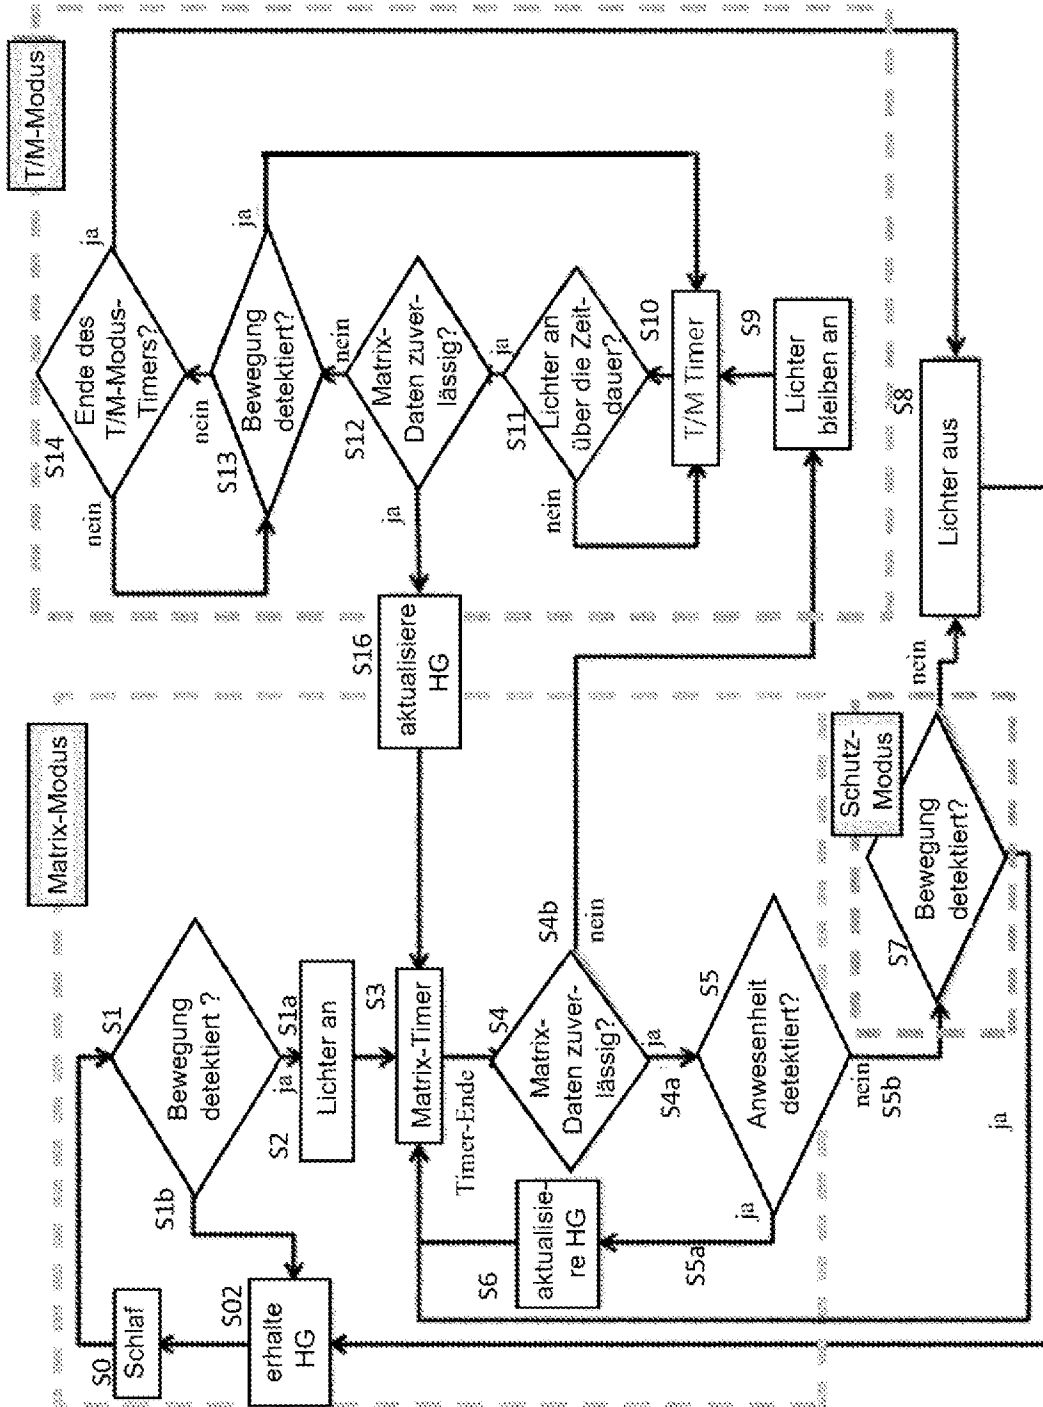 Matrix-Modus
S0
Schlaf
S02
erhalte
HG
S1
Bewegung
detektiert ?
S1b
ja
S1a
S2
Lichter an
S3
Matrix-Timer
Timer-Ende
S4
Matrix-
Daten zuver-
lässig?
S4b
nein
ja
S4a
S5
Anwesenheit
detektiert?
ja
S5a
S6
aktualisie-
re HG
nein
S5b
Schutz-
Modus
S7
Bewegung
detektiert?
nein
ja
S8
Lichter aus
T/M-Modus
S14
Ende des
T/M-Modus-
Timers?
ja
nein
S13
Bewegung
detektiert?
ja
nein
S12
Matrix-
Daten zuver-
lässig?
nein
ja
S16
aktualisiere
HG
S11
Lichter an
über die Zeit-
dauer?
ja
nein
S10
T/M Timer
S9
Lichter
bleiben an